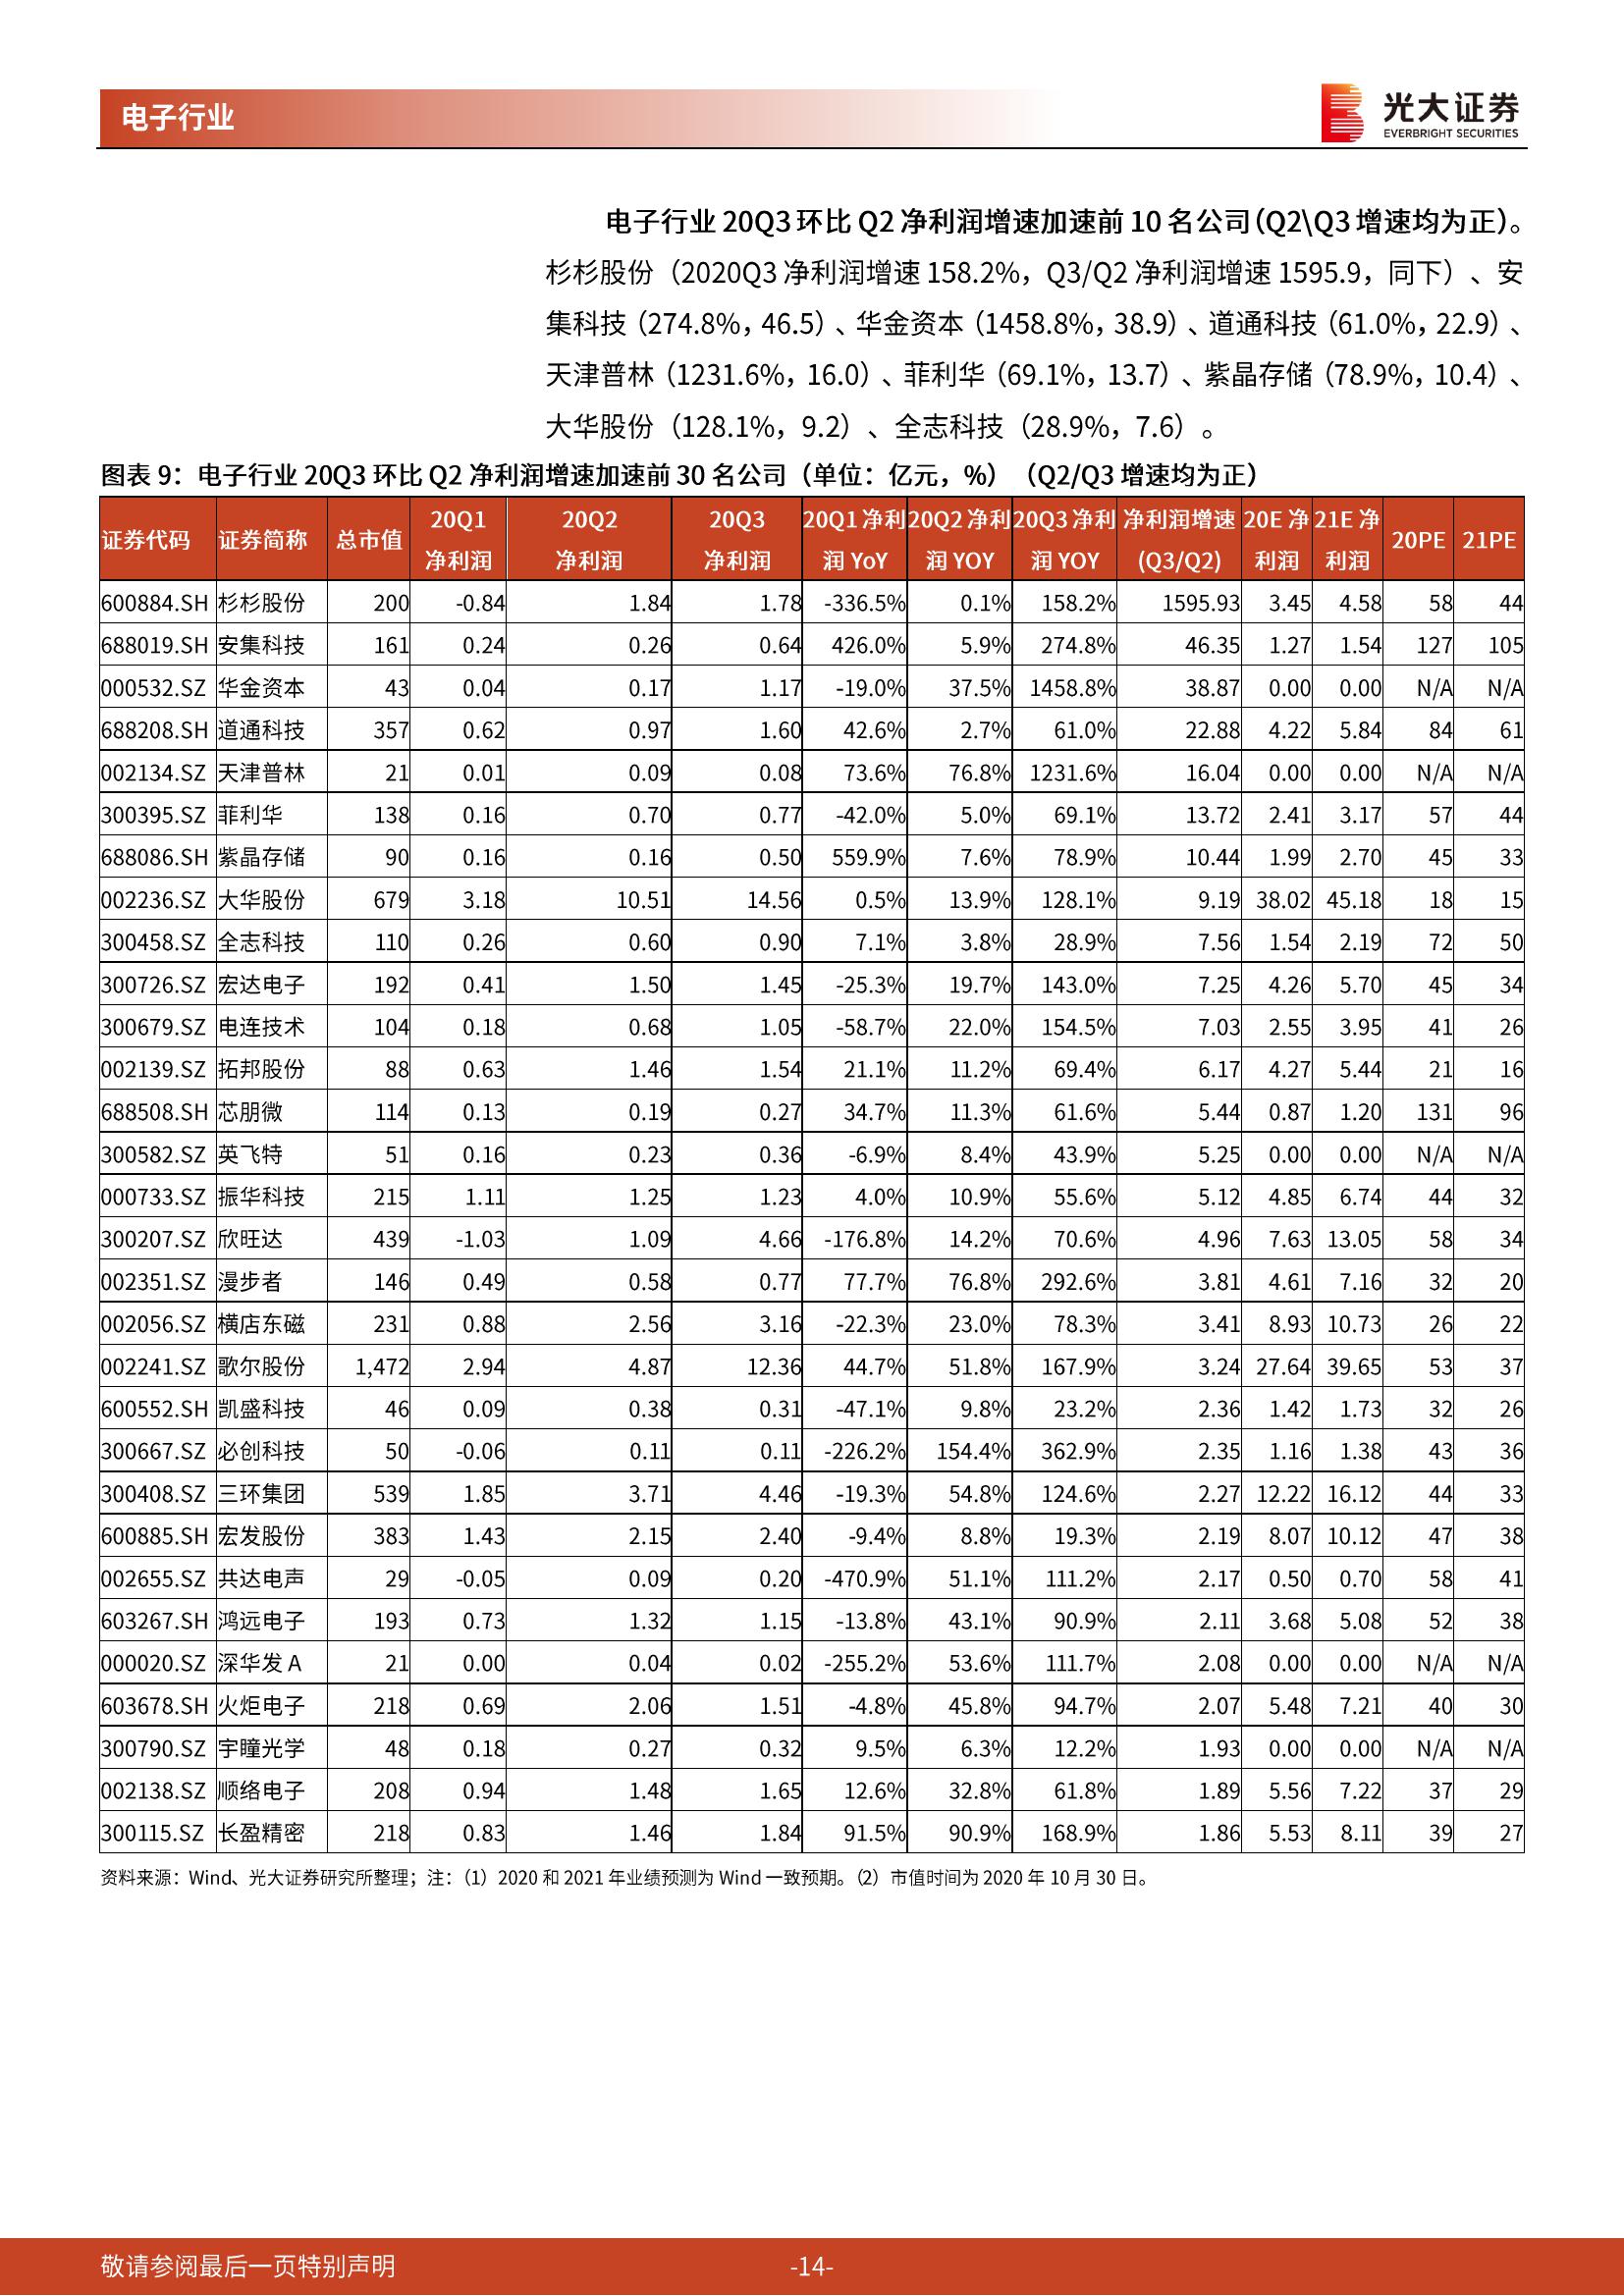 电子行业
光大证券
EVERBRIGHT SECURITIES
电子行业 20Q3 环比 Q2 净利润增速加速前 10 名公司（Q2\Q3 增速均为正）。
杉杉股份（2020Q3 净利润增速 158.2%，Q3/Q2 净利润增速 1595.9，同下）、安
集科技（274.8%，46.5）、华金资本（1458.8%，38.9）、道通科技（61.0%，22.9）、
天津普林（1231.6%，16.0）、菲利华（69.1%，13.7）、紫晶存储（78.9%，10.4）、
大华股份（128.1%，9.2）、全志科技（28.9%，7.6）。
图表 9：电子行业 20Q3 环比 Q2 净利润增速加速前 30 名公司（单位：亿元，%）（Q2/Q3 增速均为正）
证券代码 证券简称 总市值 20Q1 净利润 20Q2 净利润 20Q3 净利润 20Q1 净利润 YoY 20Q2 净利润 YOY 20Q3 净利润 YOY 净利润增速 (Q3/Q2) 20E 净利润 21E 净利润 20PE 21PE
600884.SH 杉杉股份 200 -0.84 1.84 1.78 -336.5% 0.1% 158.2% 1595.93 3.45 4.58 58 44
688019.SH 安集科技 161 0.24 0.26 0.64 426.0% 5.9% 274.8% 46.35 1.27 1.54 127 105
000532.SZ 华金资本 43 0.04 0.17 1.17 -19.0% 37.5% 1458.8% 38.87 0.00 0.00 N/A N/A
688208.SH 道通科技 357 0.62 0.97 1.60 42.6% 2.7% 61.0% 22.88 4.22 5.84 84 61
002134.SZ 天津普林 21 0.01 0.09 0.08 73.6% 76.8% 1231.6% 16.04 0.00 0.00 N/A N/A
300395.SZ 菲利华 138 0.16 0.70 0.77 -42.0% 5.0% 69.1% 13.72 2.41 3.17 57 44
688086.SH 紫晶存储 90 0.16 0.16 0.50 559.9% 7.6% 78.9% 10.44 1.99 2.70 45 33
002236.SZ 大华股份 679 3.18 10.51 14.56 0.5% 13.9% 128.1% 9.19 38.02 45.18 18 15
300458.SZ 全志科技 110 0.26 0.60 0.90 7.1% 3.8% 28.9% 7.56 1.54 2.19 72 50
300726.SZ 宏达电子 192 0.41 1.50 1.45 -25.3% 19.7% 143.0% 7.25 4.26 5.70 45 34
300679.SZ 电连技术 104 0.18 0.68 1.05 -58.7% 22.0% 154.5% 7.03 2.55 3.95 41 26
002139.SZ 拓邦股份 88 0.63 1.46 1.54 21.1% 11.2% 69.4% 6.17 4.27 5.44 21 16
688508.SH 芯朋微 114 0.13 0.19 0.27 34.7% 11.3% 61.6% 5.44 0.87 1.20 131 96
300582.SZ 英飞特 51 0.16 0.23 0.36 -6.9% 8.4% 43.9% 5.25 0.00 0.00 N/A N/A
000733.SZ 振华科技 215 1.11 1.25 1.23 4.0% 10.9% 55.6% 5.12 4.85 6.74 44 32
300207.SZ 欣旺达 439 -1.03 1.09 4.66 -176.8% 14.2% 70.6% 4.96 7.63 13.05 58 34
002351.SZ 漫步者 146 0.49 0.58 0.77 77.7% 76.8% 292.6% 3.81 4.61 7.16 32 20
002056.SZ 横店东磁 231 0.88 2.56 3.16 -22.3% 23.0% 78.3% 3.41 8.93 10.73 26 22
002241.SZ 歌尔股份 1,472 2.94 4.87 12.36 44.7% 51.8% 167.9% 3.24 27.64 39.65 53 37
600552.SH 凯盛科技 46 0.09 0.38 0.31 -47.1% 9.8% 23.2% 2.36 1.42 1.73 32 26
300667.SZ 必创科技 50 -0.06 0.11 0.11 -226.2% 154.4% 362.9% 2.35 1.16 1.38 43 36
300408.SZ 三环集团 539 1.85 3.71 4.46 -19.3% 54.8% 124.6% 2.27 12.22 16.12 44 33
600885.SH 宏发股份 383 1.43 2.15 2.40 -9.4% 8.8% 19.3% 2.19 8.07 10.12 47 38
002655.SZ 共达电声 29 -0.05 0.09 0.20 -470.9% 51.1% 111.2% 2.17 0.50 0.70 58 41
603267.SH 鸿远电子 193 0.73 1.32 1.15 -13.8% 43.1% 90.9% 2.11 3.68 5.08 52 38
000020.SZ 深华发 A 21 0.00 0.04 0.02 -255.2% 53.6% 111.7% 2.08 0.00 0.00 N/A N/A
603678.SH 火炬电子 218 0.69 2.06 1.51 -4.8% 45.8% 94.7% 2.07 5.48 7.21 40 30
300790.SZ 宇瞳光学 48 0.18 0.27 0.32 9.5% 6.3% 12.2% 1.93 0.00 0.00 N/A N/A
002138.SZ 顺络电子 208 0.94 1.48 1.65 12.6% 32.8% 61.8% 1.89 5.56 7.22 37 29
300115.SZ 长盈精密 218 0.83 1.46 1.84 91.5% 90.9% 168.9% 1.86 5.53 8.11 39 27
资料来源：Wind、光大证券研究所整理；注：（1）2020 和 2021 年业绩预测为 Wind 一致预期。（2）市值时间为 2020 年 10 月 30 日。
敬请参阅最后一页特别声明 -14-